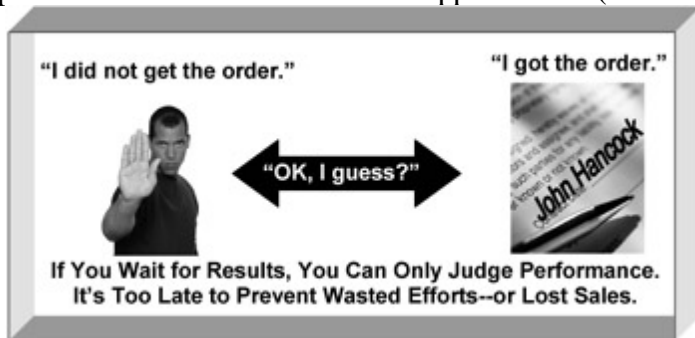 “I did not get the order.”
“I got the order.”
“OK, I guess?”
John Hancock
If You Wait for Results, You Can Only Judge Performance.
It’s Too Late to Prevent Wasted Efforts--or Lost Sales.